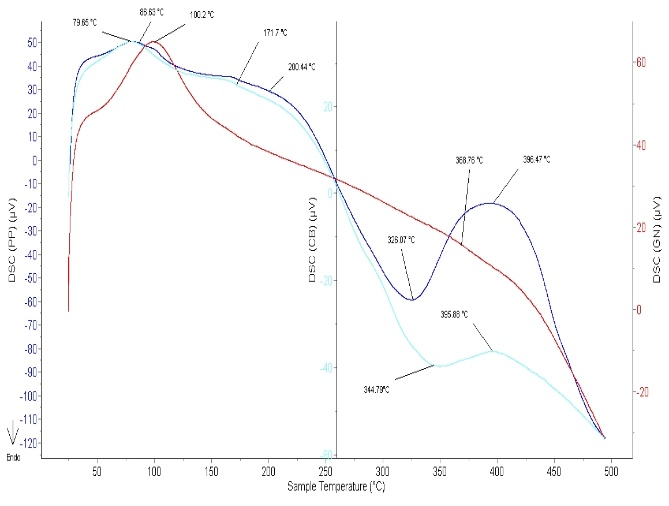 79.65 °C
86.63 °C
100.2 °C
171.7 °C
200.44 °C
326.07 °C
368.76 °C
396.47 °C
395.88 °C
344.79°C
DSC (PP) (µV)
50
40
30
20
10
0
-10
-20
-30
-40
-50
-60
-70
-80
-90
-100
-110
-120
Endo
DSC (CB) (µV)
20
0
-20
-40
-60
DSC (GN) (µV)
60
40
20
0
-20
50
100
150
200
250
300
350
400
450
500
Sample Temperature (°C)